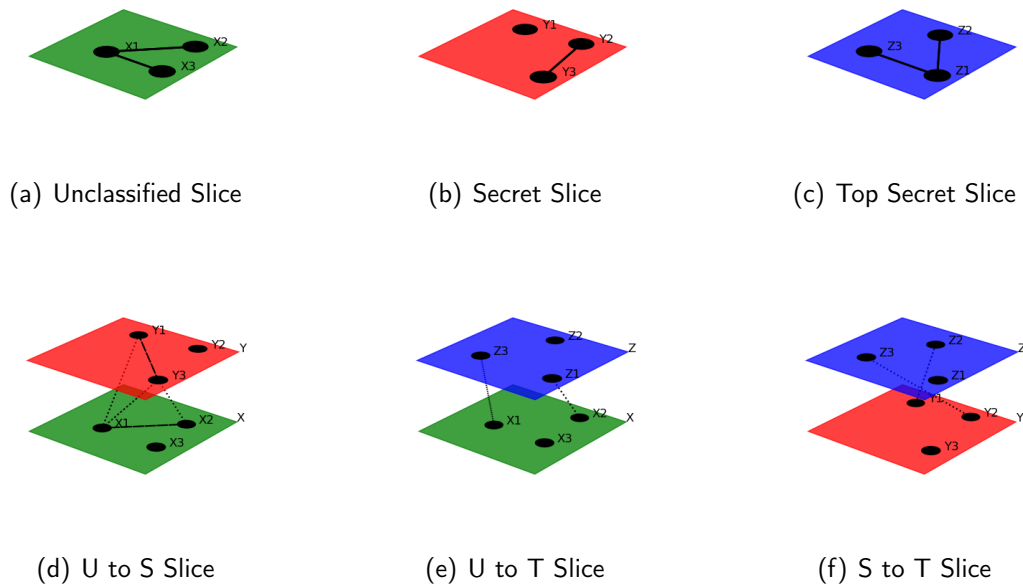 X1
X2
X3
(a) Unclassified Slice
Y1
Y2
Y3
(b) Secret Slice
Z2
Z3
Z1
(c) Top Secret Slice
Y1
Y2
Y
Y3
X1
X2
X
X3
(d) U to S Slice
Z2
Z
Z3
Z1
X1
X2
X
X3
(e) U to T Slice
Z2
Z
Z3
Z1
Y1
Y2
Y
Y3
(f) S to T Slice